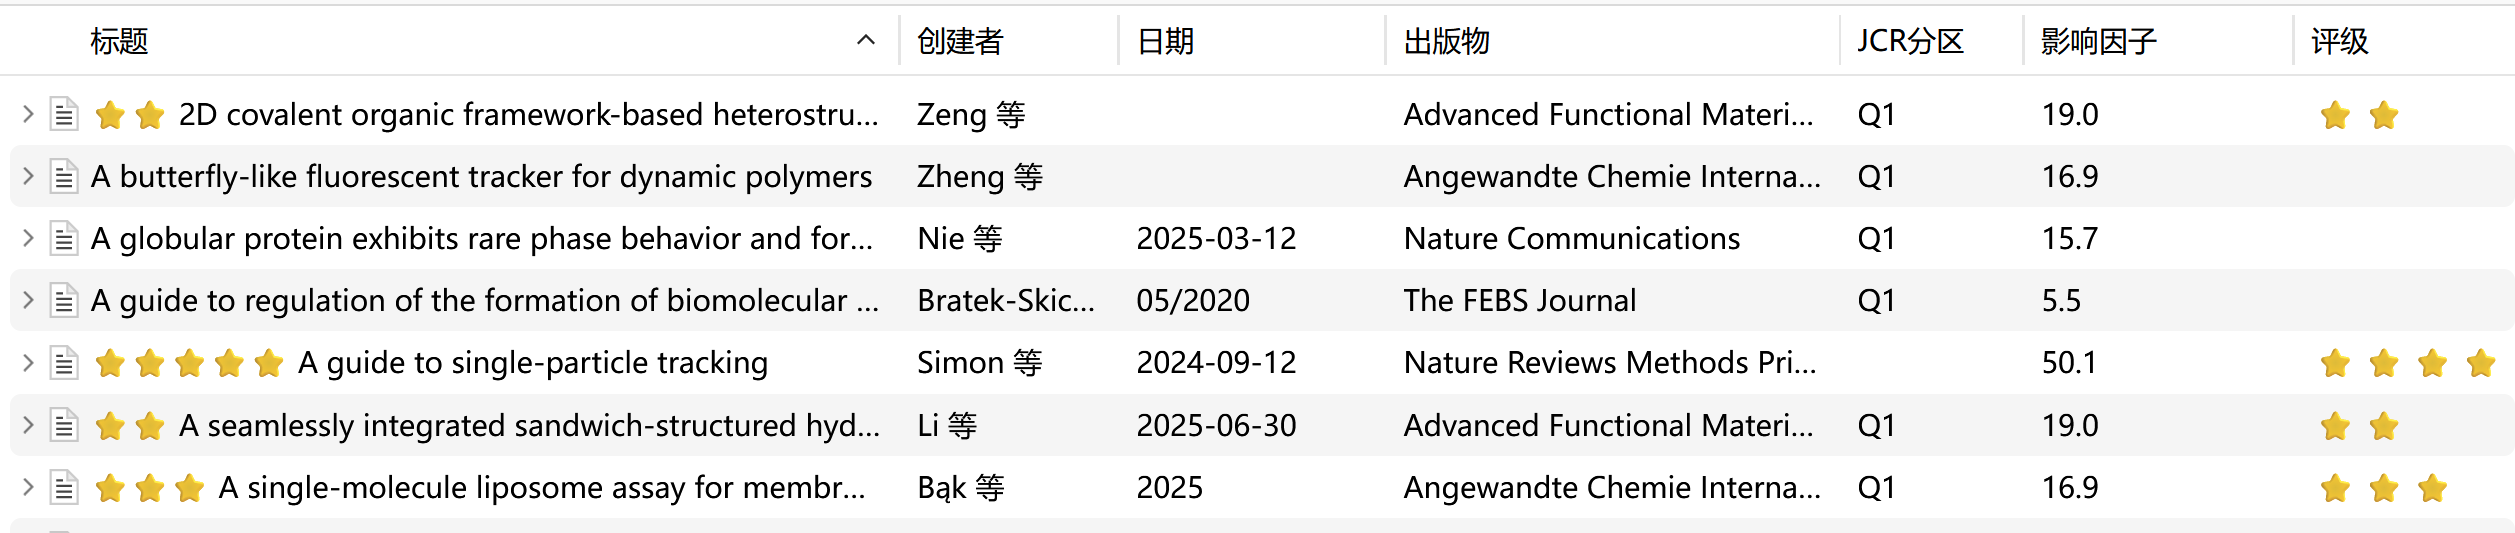 标题 创建者 日期 出版物 JCR分区 影响因子 评级
⭐⭐ 2D covalent organic framework-based heterostru... Zeng 等 Advanced Functional Materi... Q1 19.0 ⭐⭐
A butterfly-like fluorescent tracker for dynamic polymers Zheng 等 Angewandte Chemie Interna... Q1 16.9
A globular protein exhibits rare phase behavior and for... Nie 等 2025-03-12 Nature Communications Q1 15.7
A guide to regulation of the formation of biomolecular ... Bratek-Skic... 05/2020 The FEBS Journal Q1 5.5
⭐⭐⭐⭐⭐ A guide to single-particle tracking Simon 等 2024-09-12 Nature Reviews Methods Pri... 50.1 ⭐⭐⭐⭐
⭐⭐ A seamlessly integrated sandwich-structured hyd... Li 等 2025-06-30 Advanced Functional Materi... Q1 19.0 ⭐⭐
⭐⭐⭐ A single-molecule liposome assay for membr... Bąk 等 2025 Angewandte Chemie Interna... Q1 16.9 ⭐⭐⭐